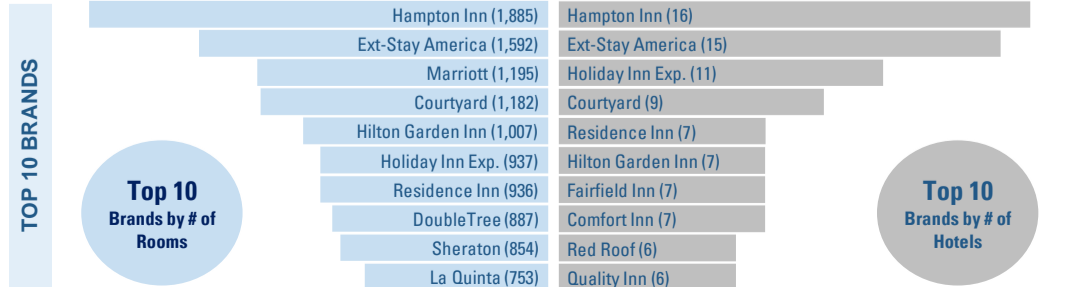 TOP 10 BRANDS
Hampton Inn (1,885)
Ext-Stay America (1,592)
Marriott (1,195)
Courtyard (1,182)
Hilton Garden Inn (1,007)
Holiday Inn Exp. (937)
Residence Inn (936)
DoubleTree (887)
Sheraton (854)
La Quinta (753)
Top 10
Brands by # of
Rooms
Hampton Inn (16)
Ext-Stay America (15)
Holiday Inn Exp. (11)
Courtyard (9)
Residence Inn (7)
Hilton Garden Inn (7)
Fairfield Inn (7)
Comfort Inn (7)
Red Roof (6)
Quality Inn (6)
Top 10
Brands by # of
Hotels